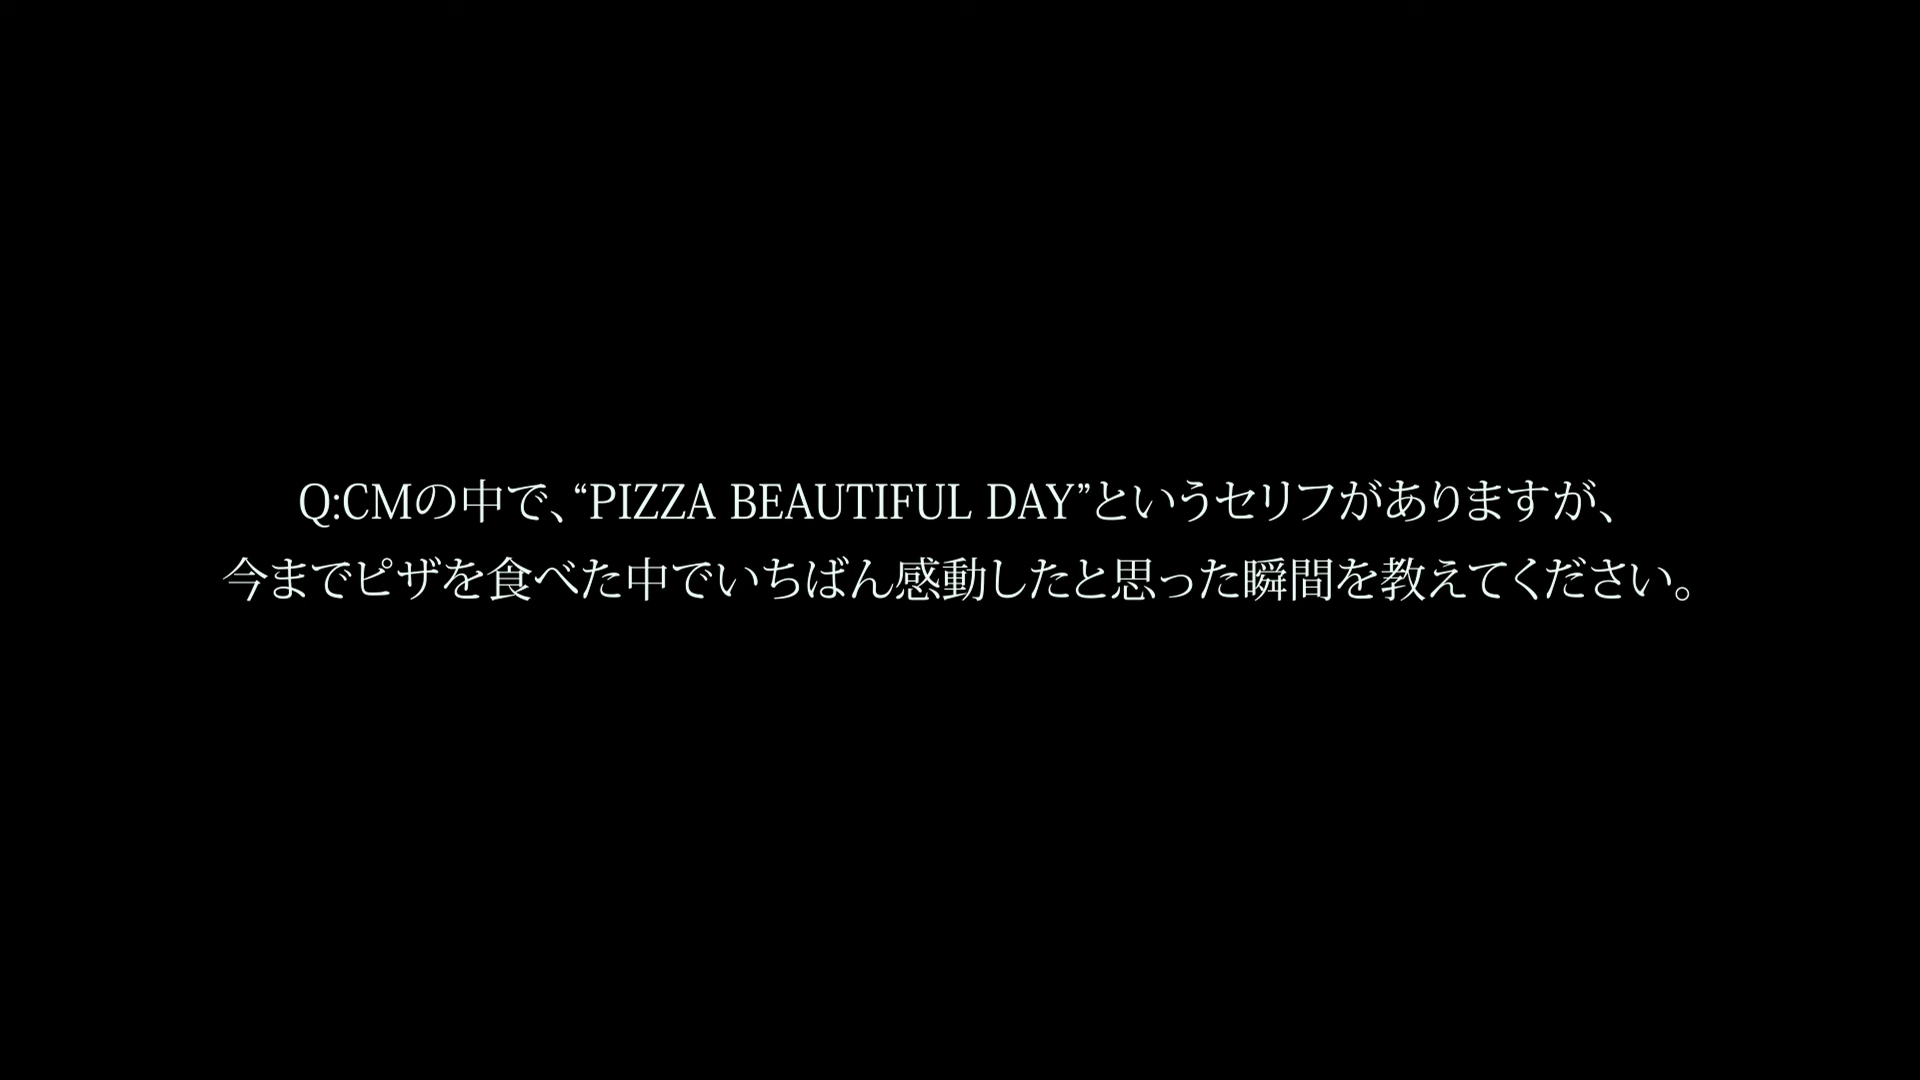 Q:CMの中で、“PIZZA BEAUTIFUL DAY”というセリフがありますが、
今までピザを食べた中でいちばん感動したと思った瞬間を教えてください。